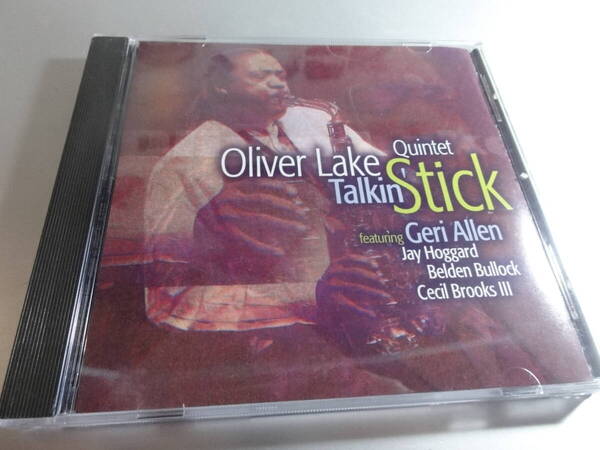 Oliver Lake Quintet
Talkin' Stick
featuring Geri Allen
Jay Hoggard
Belden Bullock
Cecil Brooks III